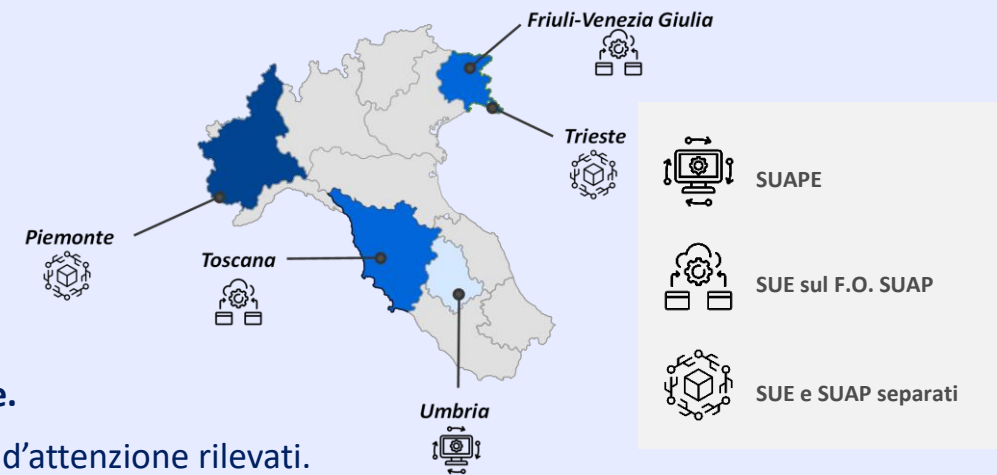 Friuli-Venezia Giulia
Trieste
Piemonte
Toscana
Umbria
SUAPE
SUE sul F.O. SUAP
SUE e SUAP separati
e.
d’attenzione rilevati.